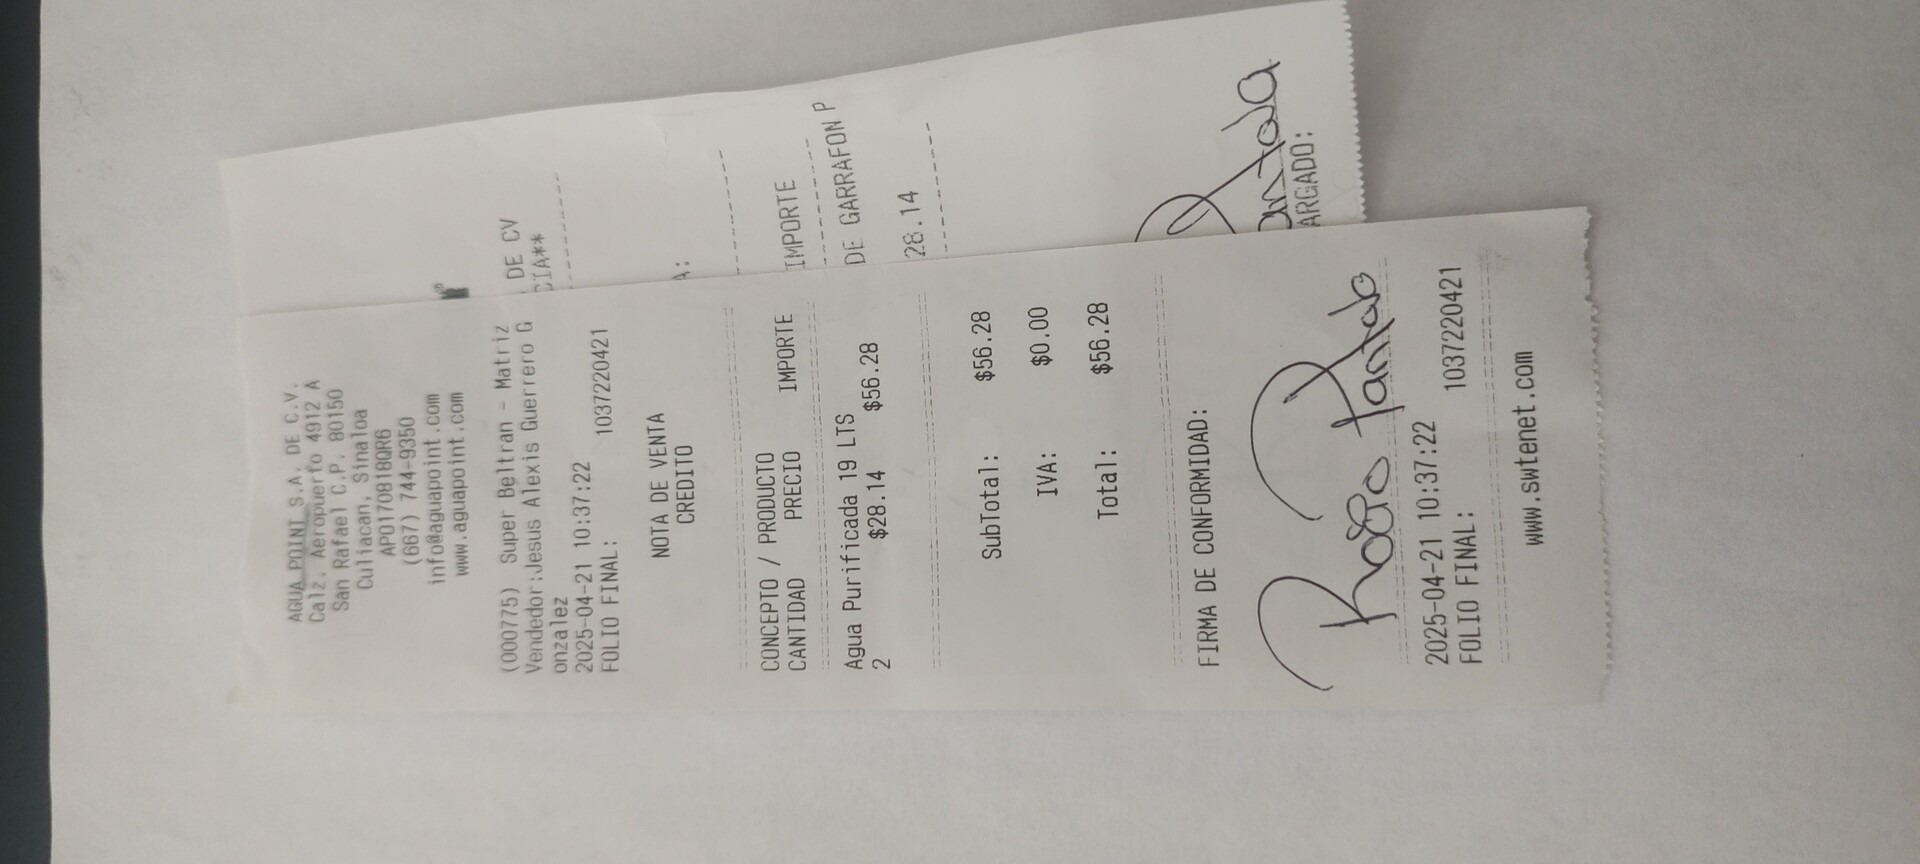 AGUA POINT S.A. DE C.V.
Calz. Aeropuerto 4912 A
San Rafael C.P. 80150
Culiacan, Sinaloa
APO170818QR6
(667) 744-9350
info@aguapoint.com
www.aguapoint.com
(000775) Super Beltran - Matriz
Vendedor:Jesus Alexis Guerrero G
onzalez
2025-04-21 10:37:22
FOLIO FINAL: 1037220421
NOTA DE VENTA
CREDITO
CONCEPTO / PRODUCTO
CANTIDAD PRECIO IMPORTE
Agua Purificada 19 LTS
2 $28.14 $56.28
SubTotal: $56.28
IVA: $0.00
Total: $56.28
FIRMA DE CONFORMIDAD:
2025-04-21 10:37:22
FOLIO FINAL: 1037220421
www.swtenet.com
DE CV
CIA**
A:
IMPORTE
DE GARRAFON P
28.14
ARGADO: